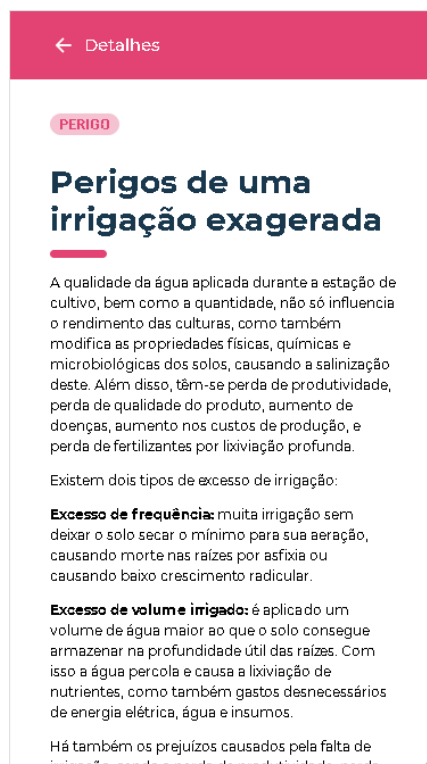 Detalhes
PERIGO
Perigos de uma
irrigação exagerada
A qualidade da água aplicada durante a estação de
cultivo, bem como a quantidade, não só influencia
o rendimento das culturas, como também
modifica as propriedades físicas, químicas e
microbiológicas dos solos, causando a salinização
deste. Além disso, têm-se perda de produtividade,
perda de qualidade do produto, aumento de
doenças, aumento nos custos de produção, e
perda de fertilizantes por lixiviação profunda.
Existem dois tipos de excesso de irrigação:
Excesso de frequência: muita irrigação sem
deixar o solo secar o mínimo para sua aeração,
causando morte nas raízes por asfixia ou
causando baixo crescimento radicular.
Excesso de volume irrigado: é aplicado um
volume de água maior ao que o solo consegue
armazenar na profundidade útil das raízes. Com
isso a água percola e causa a lixiviação de
nutrientes, como também gastos desnecessários
de energia elétrica, água e insumos.
Há também os prejuízos causados pela falta de